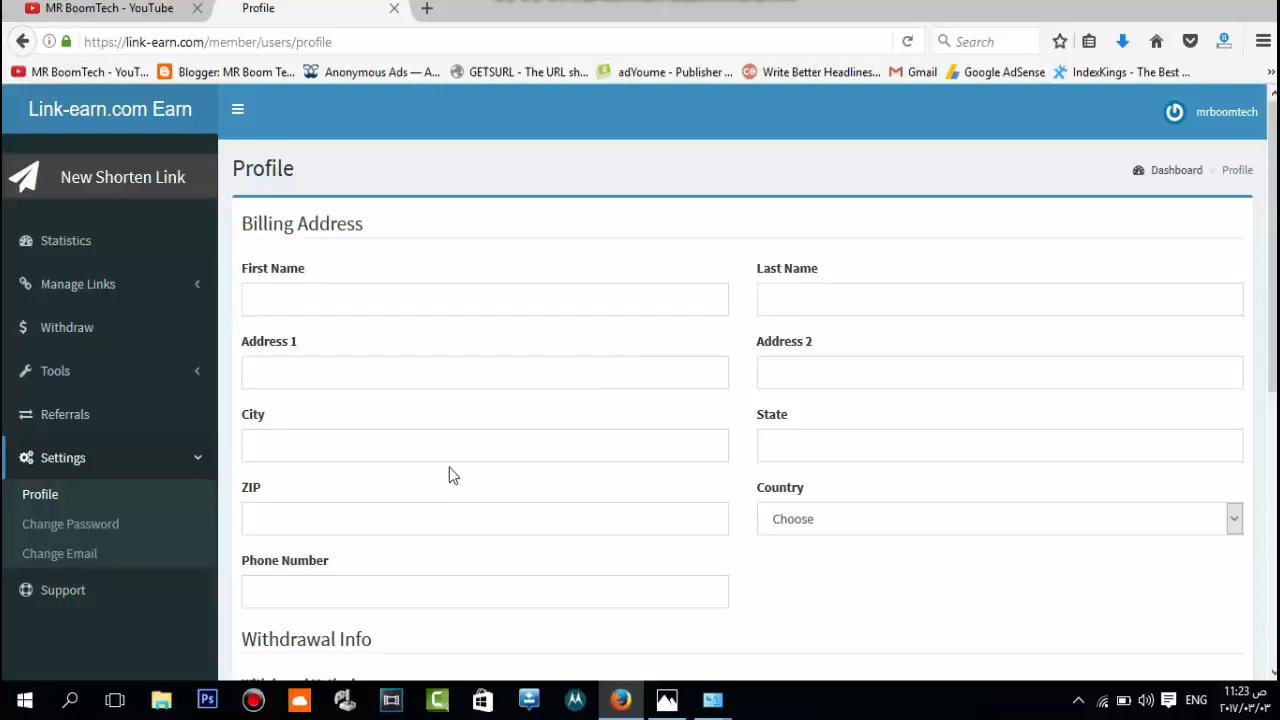 MR BoomTech - YouTube
Profile
https://link-earn.com/member/users/profile
Search
MR BoomTech - YouT...
Blogger: MR Boom Te...
Anonymous Ads — A...
GETSURL - The URL sh...
adYoume - Publisher ...
Write Better Headlines...
Gmail
Google AdSense
IndexKings - The Best ...
Link-earn.com Earn
mrboomtech
New Shorten Link
Profile
Dashboard > Profile
Billing Address
Statistics
Manage Links
Withdraw
Tools
Referrals
Settings
Profile
Change Password
Change Email
Support
First Name
Last Name
Address 1
Address 2
City
State
ZIP
Country
Choose
Phone Number
Withdrawal Info
ENG
11:23 ص
٢٠١٧/٠٣/٠٣